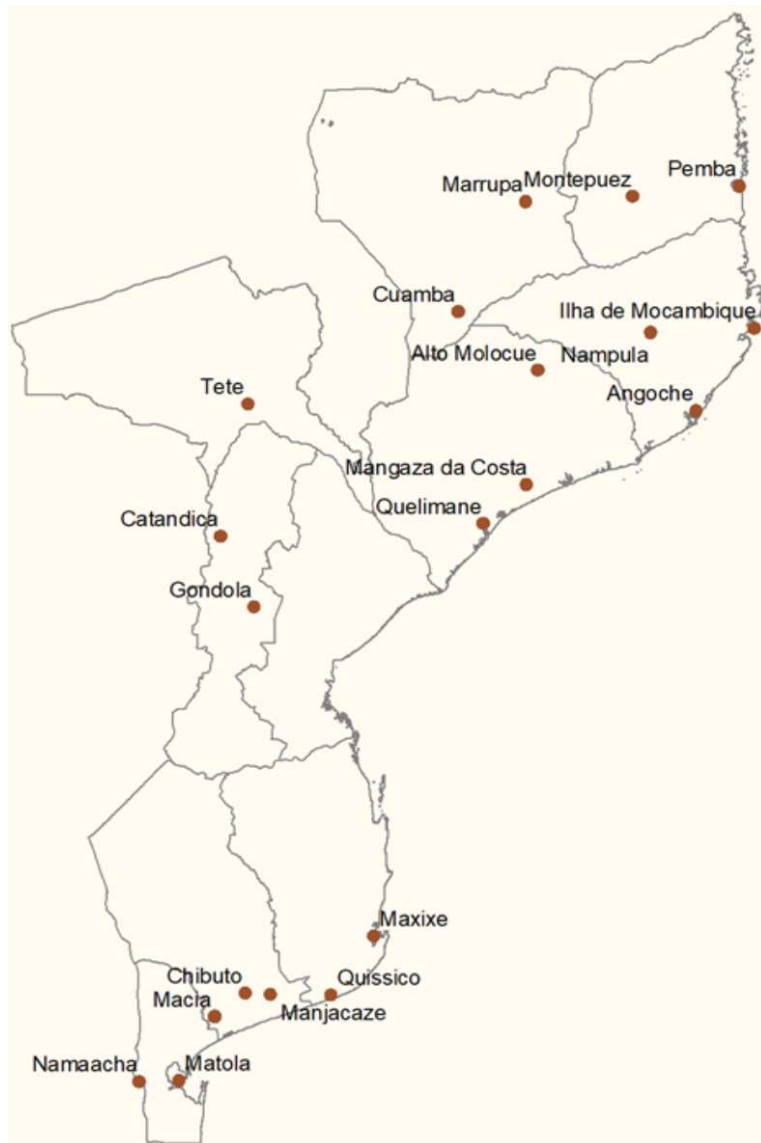 Pemba
Marrupa
Montepuez
Cuamba
Ilha de Mocambique
Alto Molocue
Nampula
Tete
Angoche
Mangaza da Costa
Quelimane
Catandica
Gondola
Maxixe
Chibuto
Quissico
Macia
Manjacaze
Namaacha
Matola